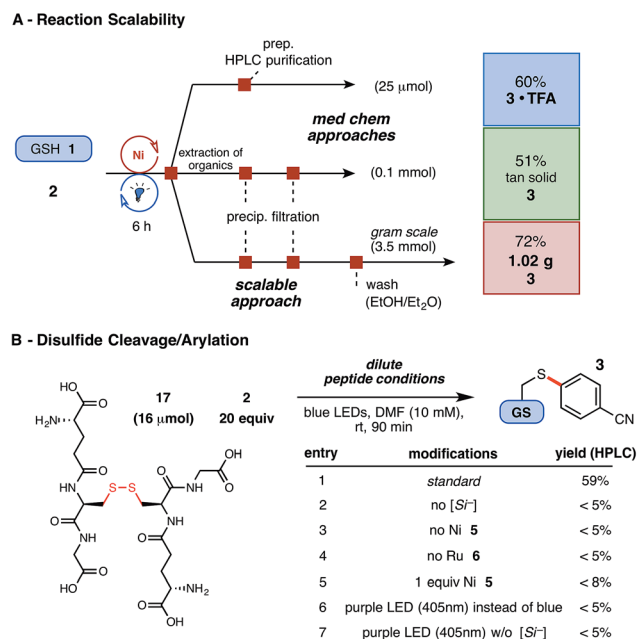 A - Reaction Scalability
prep.
HPLC purification
(25 μmol)
60%
3 • TFA
med chem
approaches
GSH 1
Ni
extraction of
organics
(0.1 mmol)
51%
tan solid
3
2
6 h
precip. filtration
gram scale
(3.5 mmol)
72%
1.02 g
3
scalable
approach
wash
(EtOH/Et2O)
B - Disulfide Cleavage/Arylation
HO
O
H2N
O
NH
S–S
O
NH
HO
O
O
N
H
OH
O
NH
O
NH2
HO
O
17
(16 μmol)
2
20 equiv
dilute
peptide conditions
blue LEDs, DMF (10 mM),
rt, 90 min
3
S
GS
CN
entry modifications yield (HPLC)
1 standard 59%
2 no [Si–] < 5%
3 no Ni 5 < 5%
4 no Ru 6 < 5%
5 1 equiv Ni 5 < 8%
6 purple LED (405nm) instead of blue < 5%
7 purple LED (405nm) w/o [Si–] < 5%